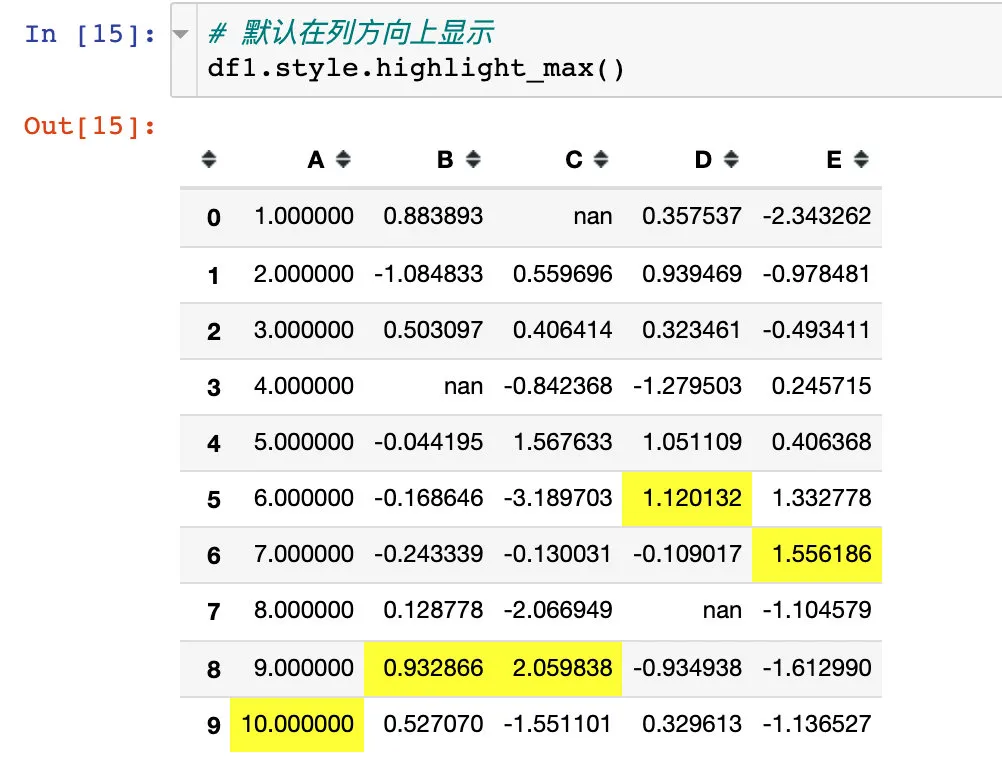 In [15]: # 默认在列方向上显示
df1.style.highlight_max()
Out[15]:
A B C D E
0 1.000000 0.883893 nan 0.357537 -2.343262
1 2.000000 -1.084833 0.559696 0.939469 -0.978481
2 3.000000 0.503097 0.406414 0.323461 -0.493411
3 4.000000 nan -0.842368 -1.279503 0.245715
4 5.000000 -0.044195 1.567633 1.051109 0.406368
5 6.000000 -0.168646 -3.189703 1.120132 1.332778
6 7.000000 -0.243339 -0.130031 -0.109017 1.556186
7 8.000000 0.128778 -2.066949 nan -1.104579
8 9.000000 0.932866 2.059838 -0.934938 -1.612990
9 10.000000 0.527070 -1.551101 0.329613 -1.136527